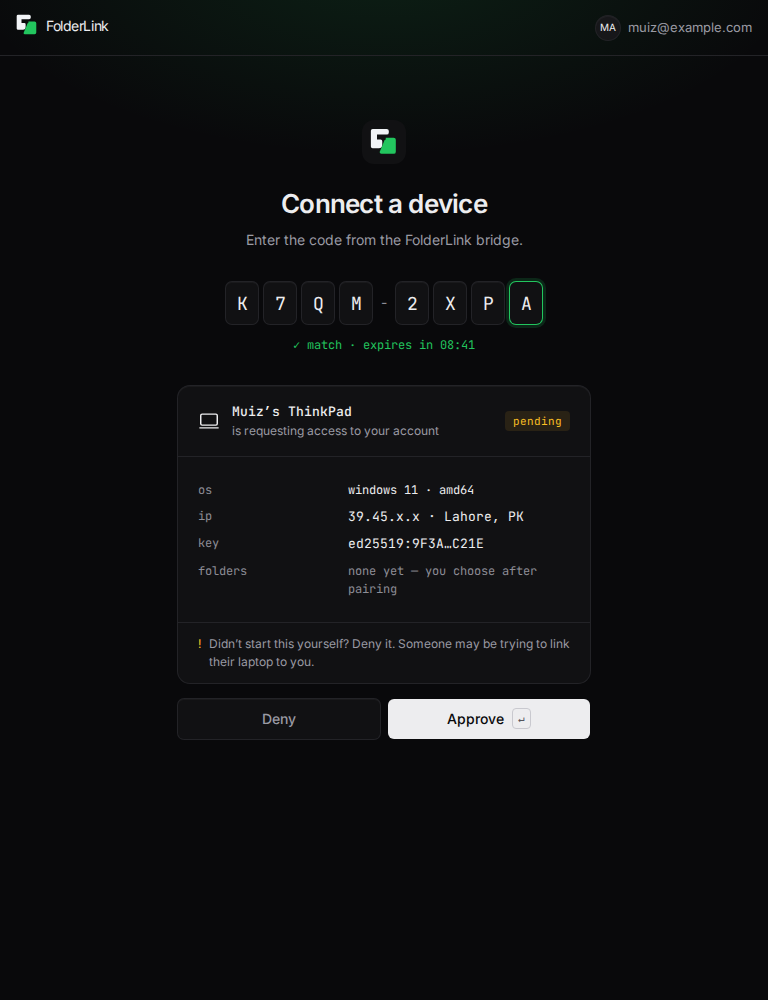 FolderLink
MA muiz@example.com
Connect a device
Enter the code from the FolderLink bridge.
K 7 Q M - 2 X P A
✓ match · expires in 08:41
Muiz’s ThinkPad
is requesting access to your account
pending
os windows 11 · amd64
ip 39.45.x.x · Lahore, PK
key ed25519:9F3A…C21E
folders none yet — you choose after
pairing
! Didn’t start this yourself? Deny it. Someone may be trying to link
their laptop to you.
Deny
Approve ↵